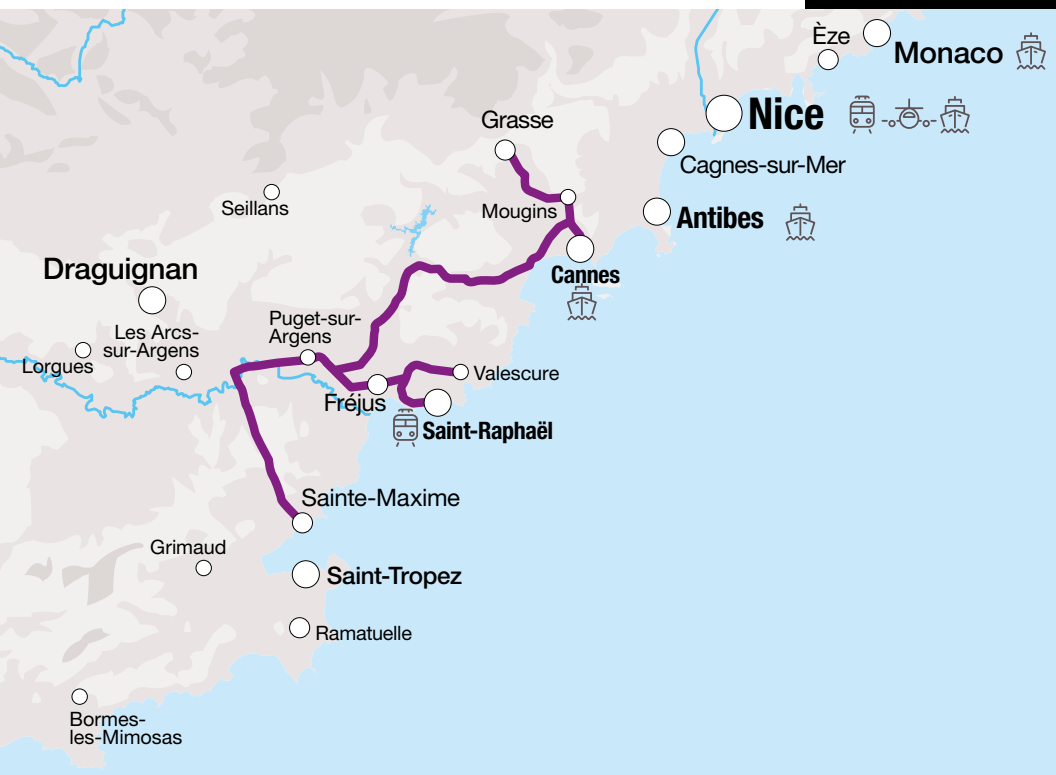 Èze
Monaco
Nice
Grasse
Cagnes-sur-Mer
Seillans
Mougins
Antibes
Draguignan
Cannes
Puget-sur-
Argens
Les Arcs-
sur-Argens
Lorgues
Valescure
Fréjus
Saint-Raphaël
Sainte-Maxime
Grimaud
Saint-Tropez
Ramatuelle
Bormes-
les-Mimosas